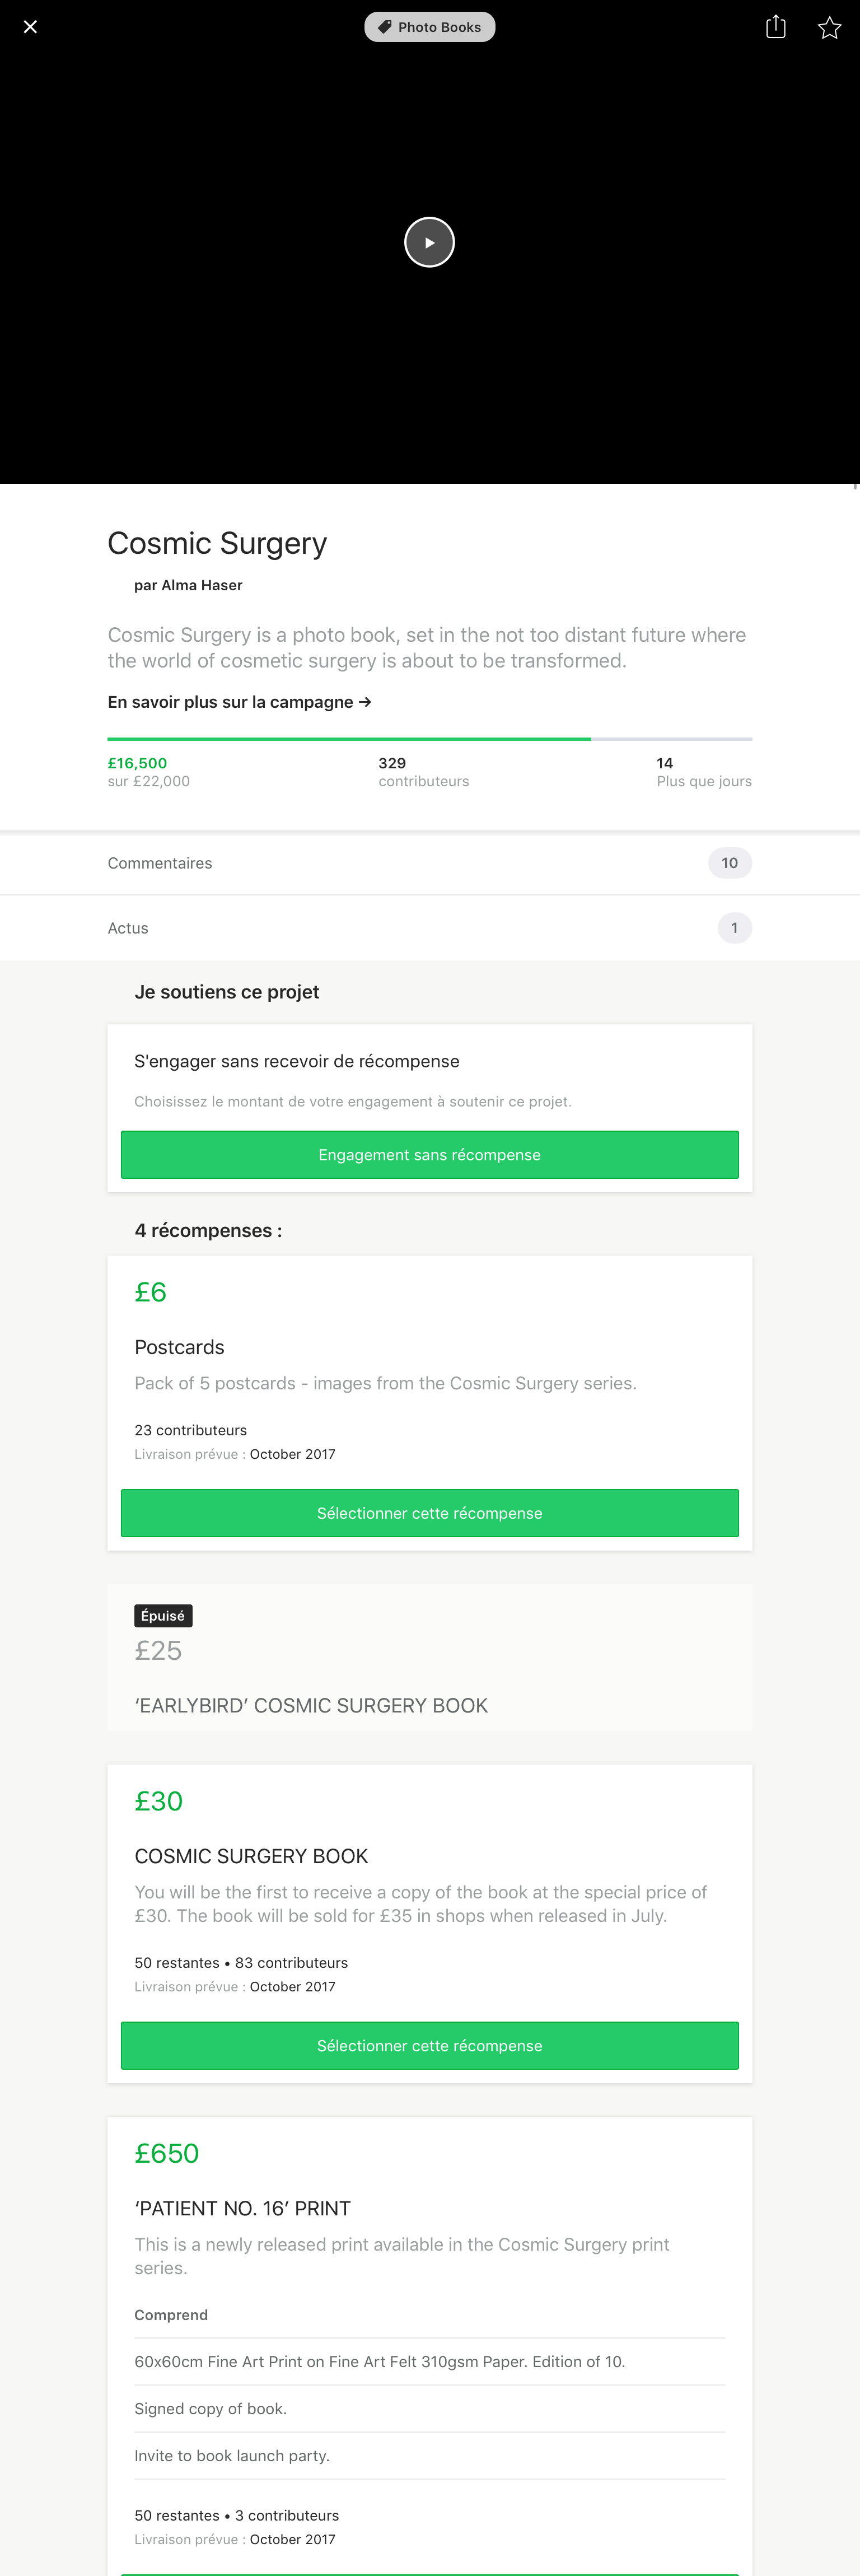 Photo Books
Cosmic Surgery
par Alma Haser
Cosmic Surgery is a photo book, set in the not too distant future where
the world of cosmetic surgery is about to be transformed.
En savoir plus sur la campagne →
£16,500
sur £22,000
329
contributeurs
14
Plus que jours
Commentaires
10
Actus
1
Je soutiens ce projet
S'engager sans recevoir de récompense
Choisissez le montant de votre engagement à soutenir ce projet.
Engagement sans récompense
4 récompenses :
£6
Postcards
Pack of 5 postcards - images from the Cosmic Surgery series.
23 contributeurs
Livraison prévue : October 2017
Sélectionner cette récompense
Épuisé
£25
‘EARLYBIRD’ COSMIC SURGERY BOOK
£30
COSMIC SURGERY BOOK
You will be the first to receive a copy of the book at the special price of
£30. The book will be sold for £35 in shops when released in July.
50 restantes • 83 contributeurs
Livraison prévue : October 2017
Sélectionner cette récompense
£650
‘PATIENT NO. 16’ PRINT
This is a newly released print available in the Cosmic Surgery print
series.
Comprend
60x60cm Fine Art Print on Fine Art Felt 310gsm Paper. Edition of 10.
Signed copy of book.
Invite to book launch party.
50 restantes • 3 contributeurs
Livraison prévue : October 2017